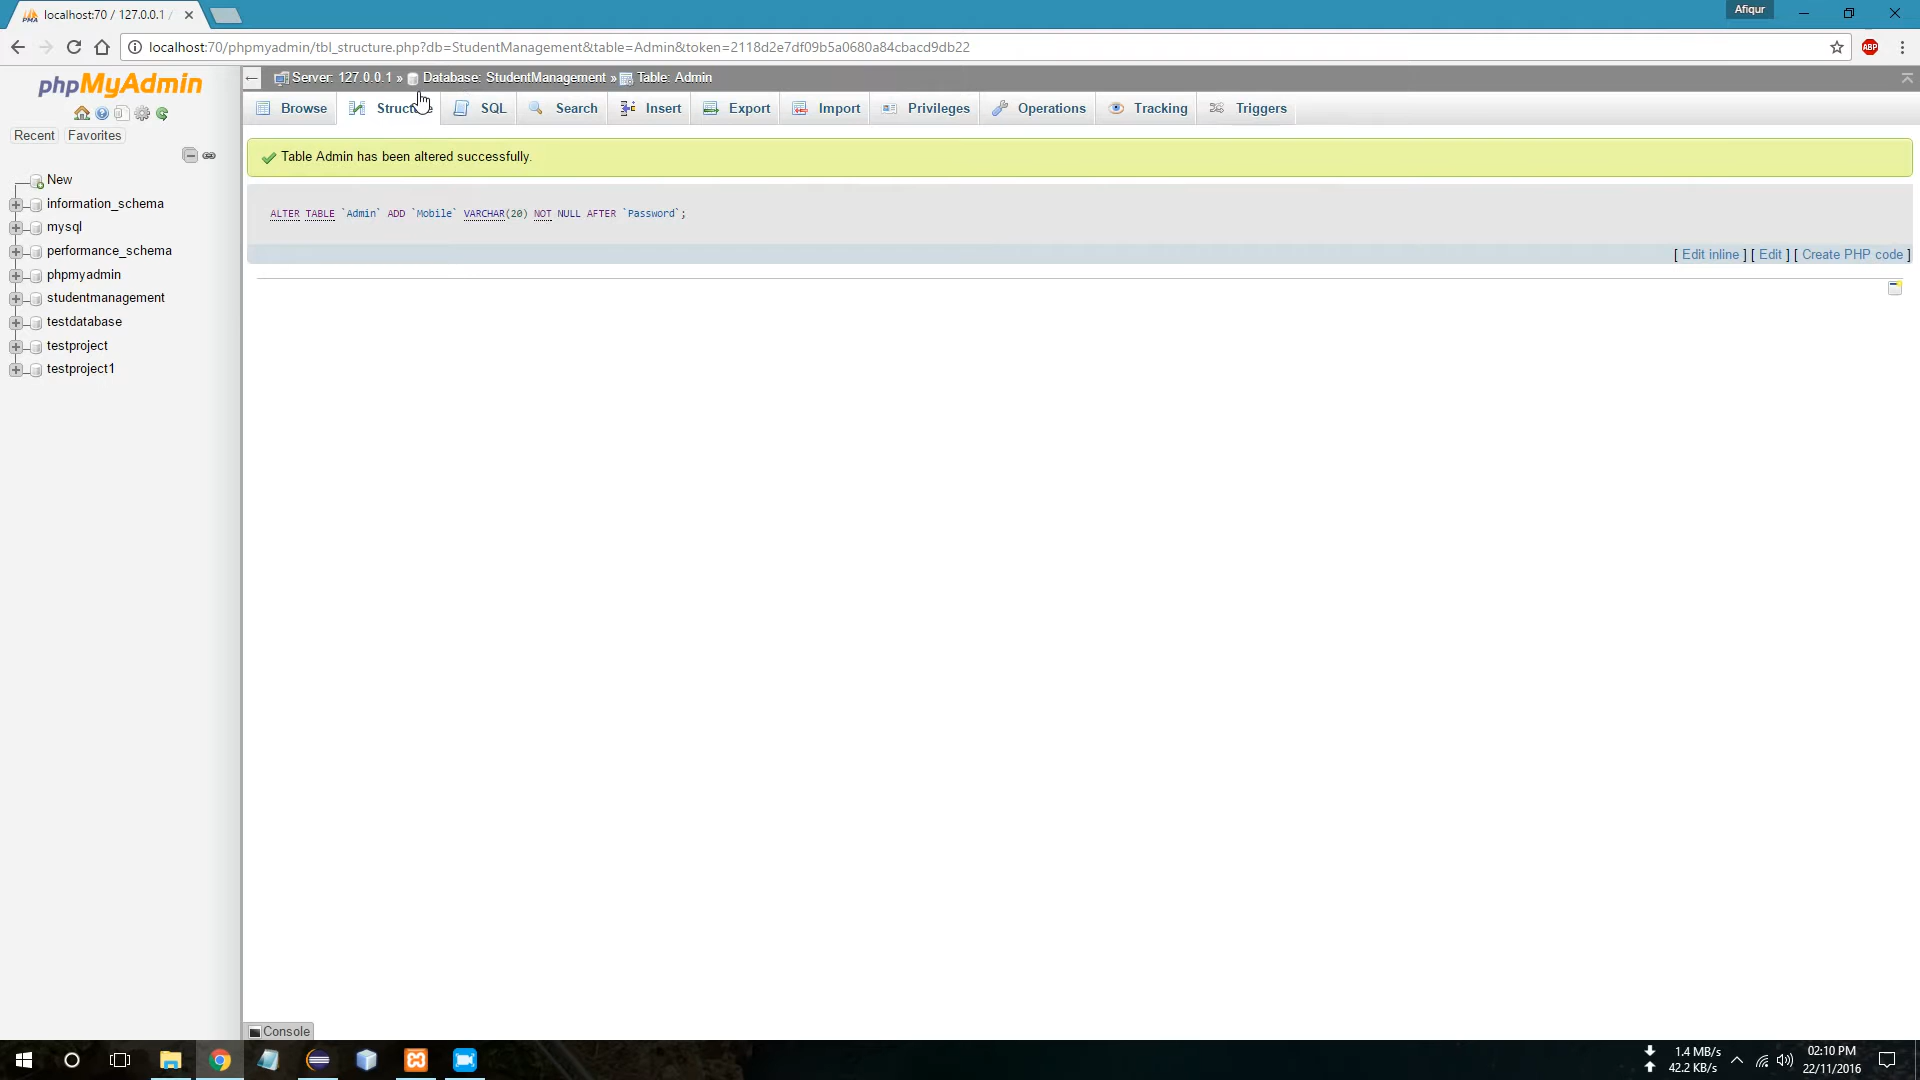 localhost:70 / 127.0.0.1 /
Afiqur
localhost:70/phpmyadmin/tbl_structure.php?db=StudentManagement&table=Admin&token=2118d2e7df09b5a0680a84cbacd9db22
ABP
phpMyAdmin
Server: 127.0.0.1 » Database: StudentManagement » Table: Admin
Browse Structure SQL Search Insert Export Import Privileges Operations Tracking Triggers
Recent Favorites
Table Admin has been altered successfully.
New
information_schema
mysql
performance_schema
phpmyadmin
studentmanagement
testdatabase
testproject
testproject1
ALTER TABLE `Admin` ADD `Mobile` VARCHAR(20) NOT NULL AFTER `Password`;
[ Edit inline ] [ Edit ] [ Create PHP code ]
Console
1.4 MB/s
42.2 KB/s
02:10 PM
22/11/2016